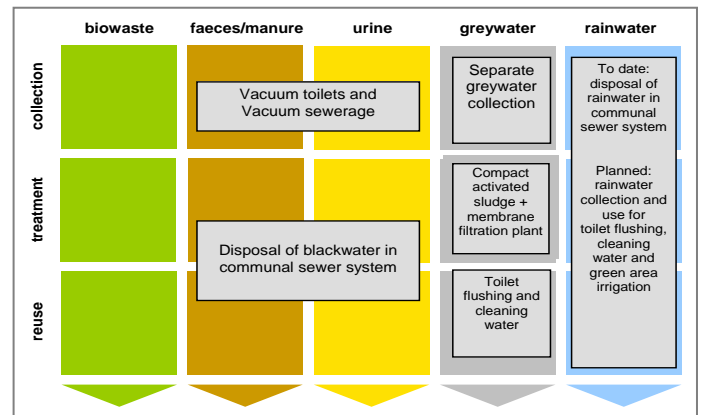 biowaste
faeces/manure
urine
greywater
rainwater
collection
Vacuum toilets and
Vacuum sewerage
Separate
greywater
collection
To date:
disposal of
rainwater in
communal
sewer system
Planned:
rainwater
collection and
use for
toilet flushing,
cleaning
water and
green area
irrigation
treatment
Disposal of blackwater in
communal sewer system
Compact
activated
sludge +
membrane
filtration plant
reuse
Toilet
flushing and
cleaning
water